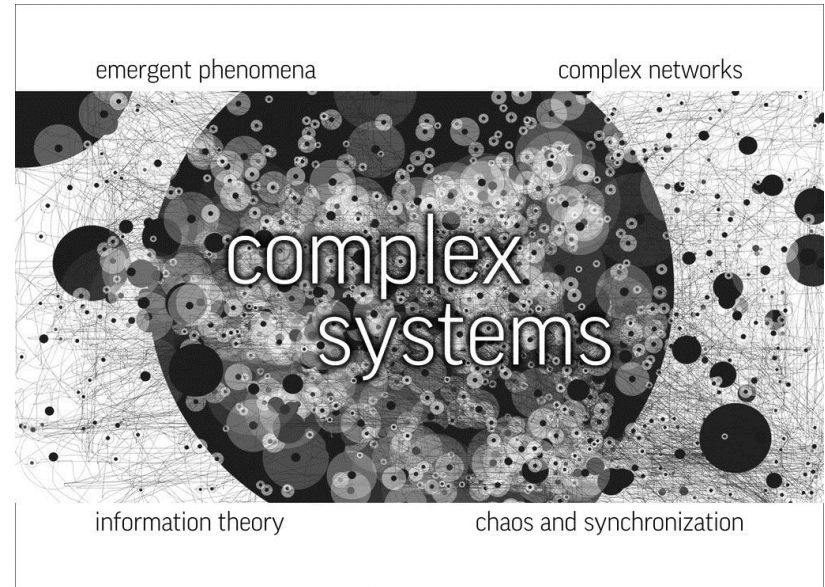 emergent phenomena
complex networks
complex
systems
information theory
chaos and synchronization